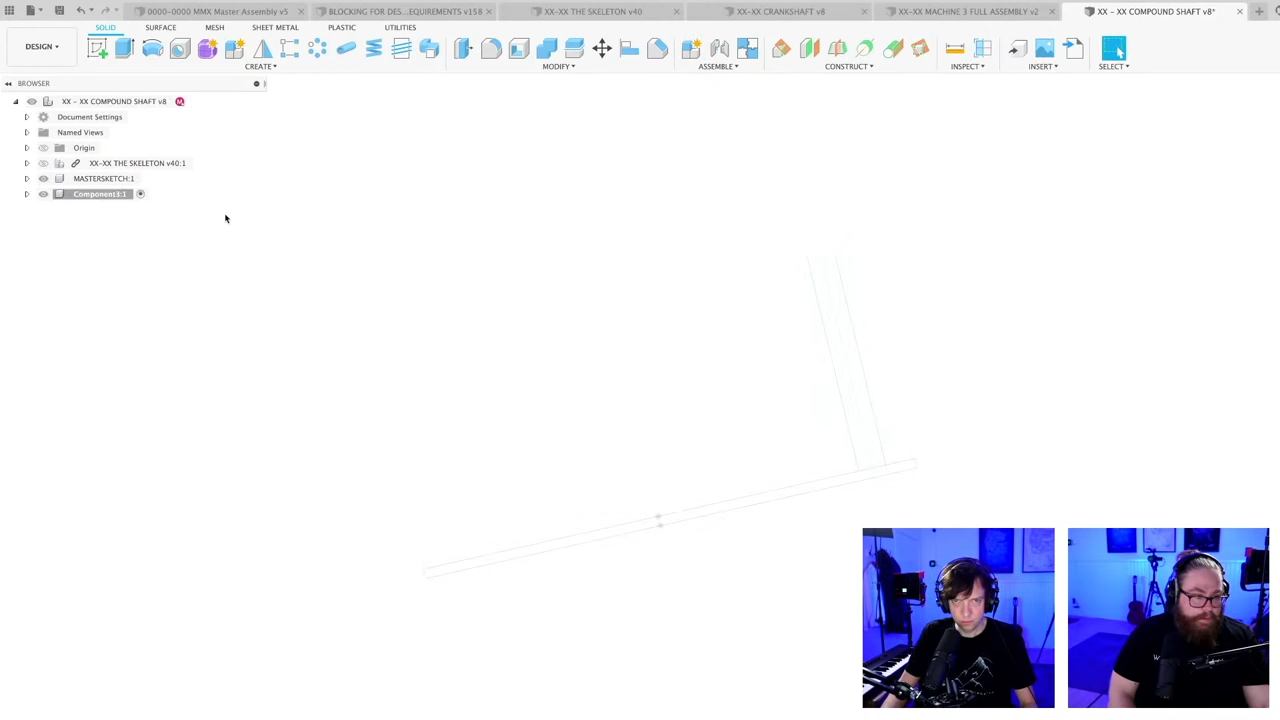 0000-0000 MMX Master Assembly v5
BLOCKING FOR DES...EQUIREMENTS v158
XX-XX THE SKELETON v40
XX-XX CRANKSHAFT v8
XX-XX MACHINE 3 FULL ASSEMBLY v2
XX - XX COMPOUND SHAFT v8*
SOLID
SURFACE
MESH
SHEET METAL
PLASTIC
UTILITIES
DESIGN
CREATE
MODIFY
ASSEMBLE
CONSTRUCT
INSPECT
INSERT
SELECT
BROWSER
XX - XX COMPOUND SHAFT v8
Document Settings
Named Views
Origin
XX-XX THE SKELETON v40:1
MASTERSKETCH:1
Component3:1